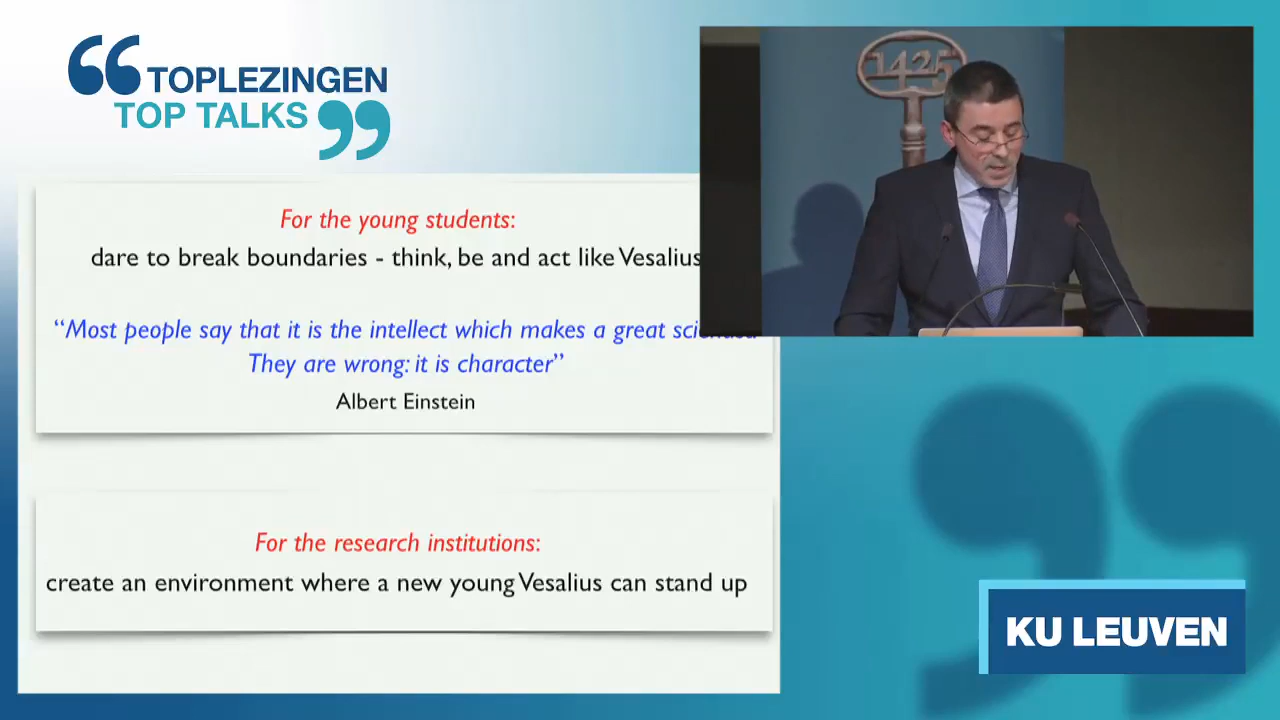 TOPLEZINGEN
TOP TALKS
1425
For the young students:
dare to break boundaries - think, be and act like Vesalius
“Most people say that it is the intellect which makes a great
They are wrong: it is character”
Albert Einstein
For the research institutions:
create an environment where a new young Vesalius can stand up
KU LEUVEN